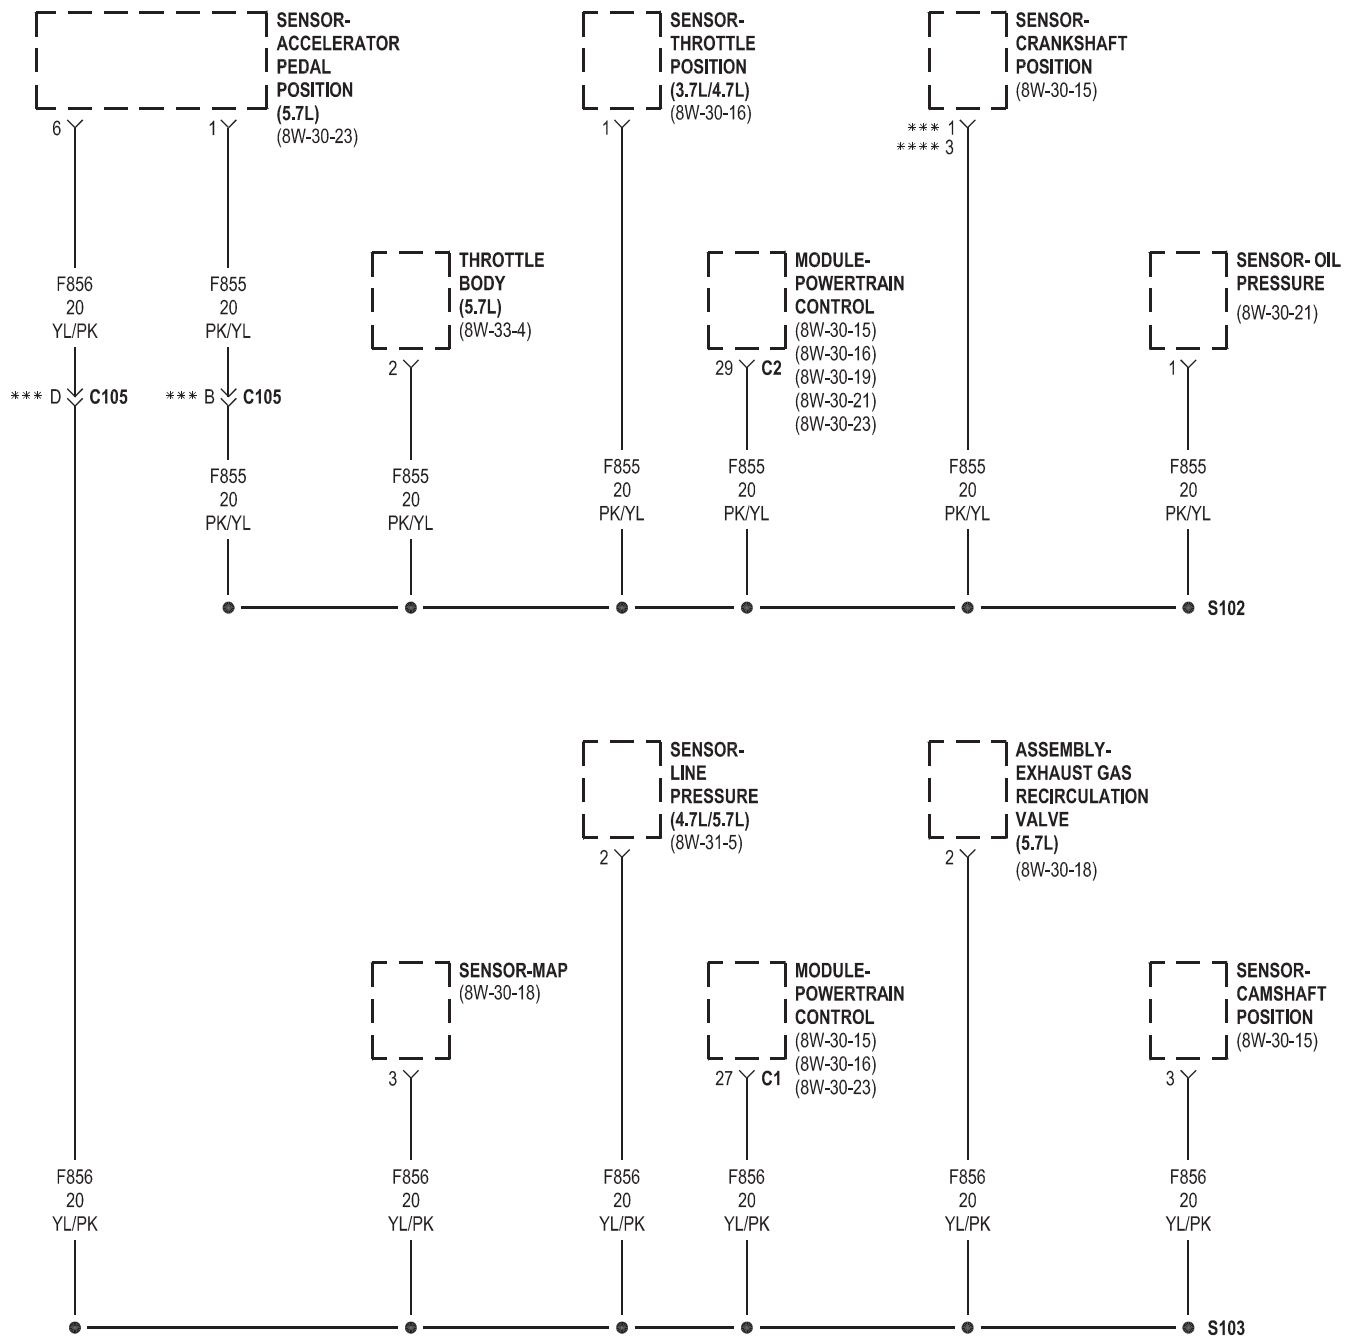 SENSOR-
ACCELERATOR
PEDAL
POSITION
(5.7L)
(8W-30-23)
6
1
SENSOR-
THROTTLE
POSITION
(3.7L/4.7L)
(8W-30-16)
1
SENSOR-
CRANKSHAFT
POSITION
(8W-30-15)
*** 1
**** 3
F856
20
YL/PK
F855
20
PK/YL
THROTTLE
BODY
(5.7L)
(8W-33-4)
2
MODULE-
POWERTRAIN
CONTROL
(8W-30-15)
(8W-30-16)
(8W-30-19)
(8W-30-21)
(8W-30-23)
29 C2
SENSOR- OIL
PRESSURE
(8W-30-21)
1
*** D C105
*** B C105
F855
20
PK/YL
F855
20
PK/YL
F855
20
PK/YL
F855
20
PK/YL
F855
20
PK/YL
F855
20
PK/YL
S102
SENSOR-
LINE
PRESSURE
(4.7L/5.7L)
(8W-31-5)
2
ASSEMBLY-
EXHAUST GAS
RECIRCULATION
VALVE
(5.7L)
(8W-30-18)
2
SENSOR-MAP
(8W-30-18)
3
MODULE-
POWERTRAIN
CONTROL
(8W-30-15)
(8W-30-16)
(8W-30-23)
27 C1
SENSOR-
CAMSHAFT
POSITION
(8W-30-15)
3
F856
20
YL/PK
F856
20
YL/PK
F856
20
YL/PK
F856
20
YL/PK
F856
20
YL/PK
F856
20
YL/PK
S103